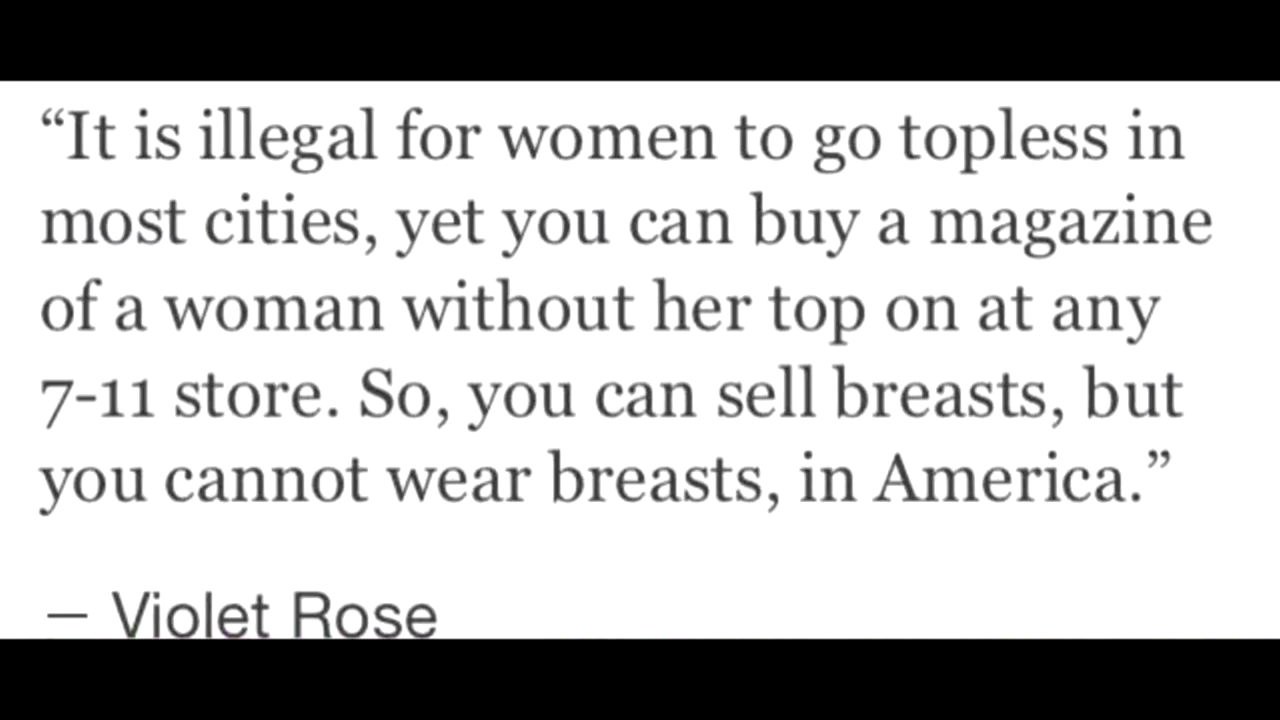 “It is illegal for women to go topless in
most cities, yet you can buy a magazine
of a woman without her top on at any
7-11 store. So, you can sell breasts, but
you cannot wear breasts, in America.”
— Violet Rose